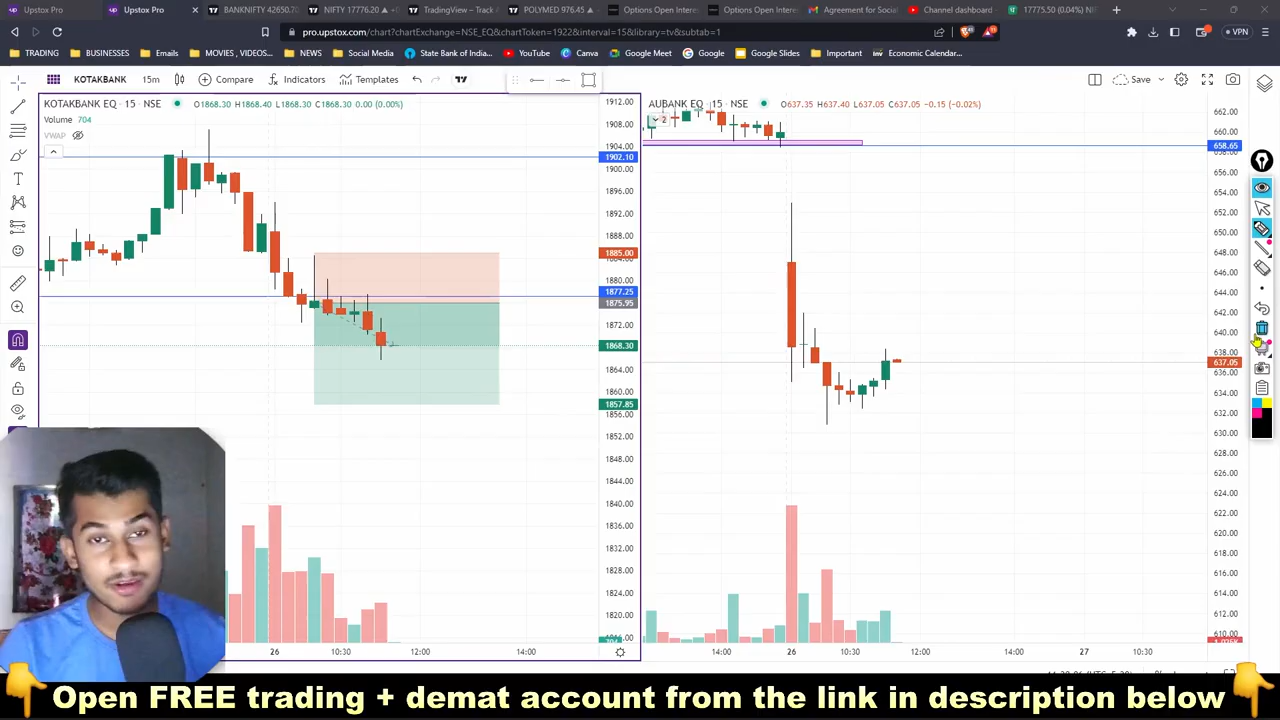 Upstox Pro
Upstox Pro
BANKNIFTY 42650.70
NIFTY 17776.20
TradingView – Track A
POLYMED 976.45
Options Open Inter
Options Open Inter
Agreement for Social
Channel dashboard -
17775.50 (0.04%) NI
pro.upstox.com/chart?chartExchange=NSE_EQ&chartToken=1922&interval=15&library=tv&subtab=1
VPN
TRADING
BUSINESSES
Emails
MOVIES , VIDEOS...
NEWS
Social Media
State Bank of India...
YouTube
Canva
Google Meet
Google
Google Slides
Important
Economic Calendar...
KOTAKBANK
15m
Compare
Indicators
Templates
Save
KOTAKBANK EQ · 15 · NSE
O1868.30 H1868.40 L1868.30 C1868.30 0.00 (0.00%)
Volume 704
VWAP
1912.00
1908.00
1904.00
1902.10
1900.00
1896.00
1892.00
1888.00
1885.00
1880.00
1877.25
1875.95
1872.00
1868.30
1864.00
1860.00
1857.85
1856.00
1852.00
1848.00
1844.00
1840.00
1836.00
1832.00
1828.00
1824.00
1820.00
26
10:30
12:00
14:00
AUBANK EQ · 15 · NSE
O637.35 H637.40 L637.05 C637.05 -0.15 (-0.02%)
2
662.00
660.00
658.65
656.00
654.00
652.00
650.00
648.00
646.00
644.00
642.00
640.00
638.00
637.05
636.00
634.00
632.00
630.00
628.00
626.00
624.00
622.00
620.00
618.00
616.00
614.00
612.00
610.00
14:00
26
10:30
12:00
14:00
27
10:30
Open FREE trading + demat account from the link in description below